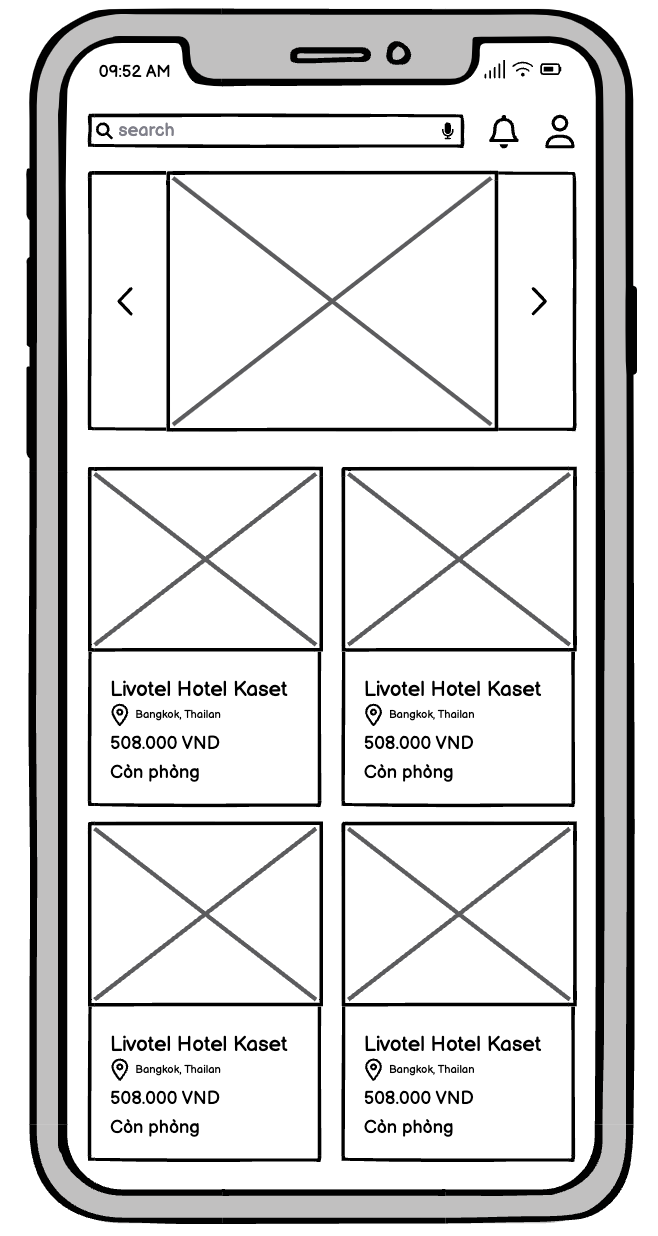 09:52 AM
search
Livotel Hotel Kaset
Bangkok, Thailan
508.000 VND
Còn phòng
Livotel Hotel Kaset
Bangkok, Thailan
508.000 VND
Còn phòng
Livotel Hotel Kaset
Bangkok, Thailan
508.000 VND
Còn phòng
Livotel Hotel Kaset
Bangkok, Thailan
508.000 VND
Còn phòng